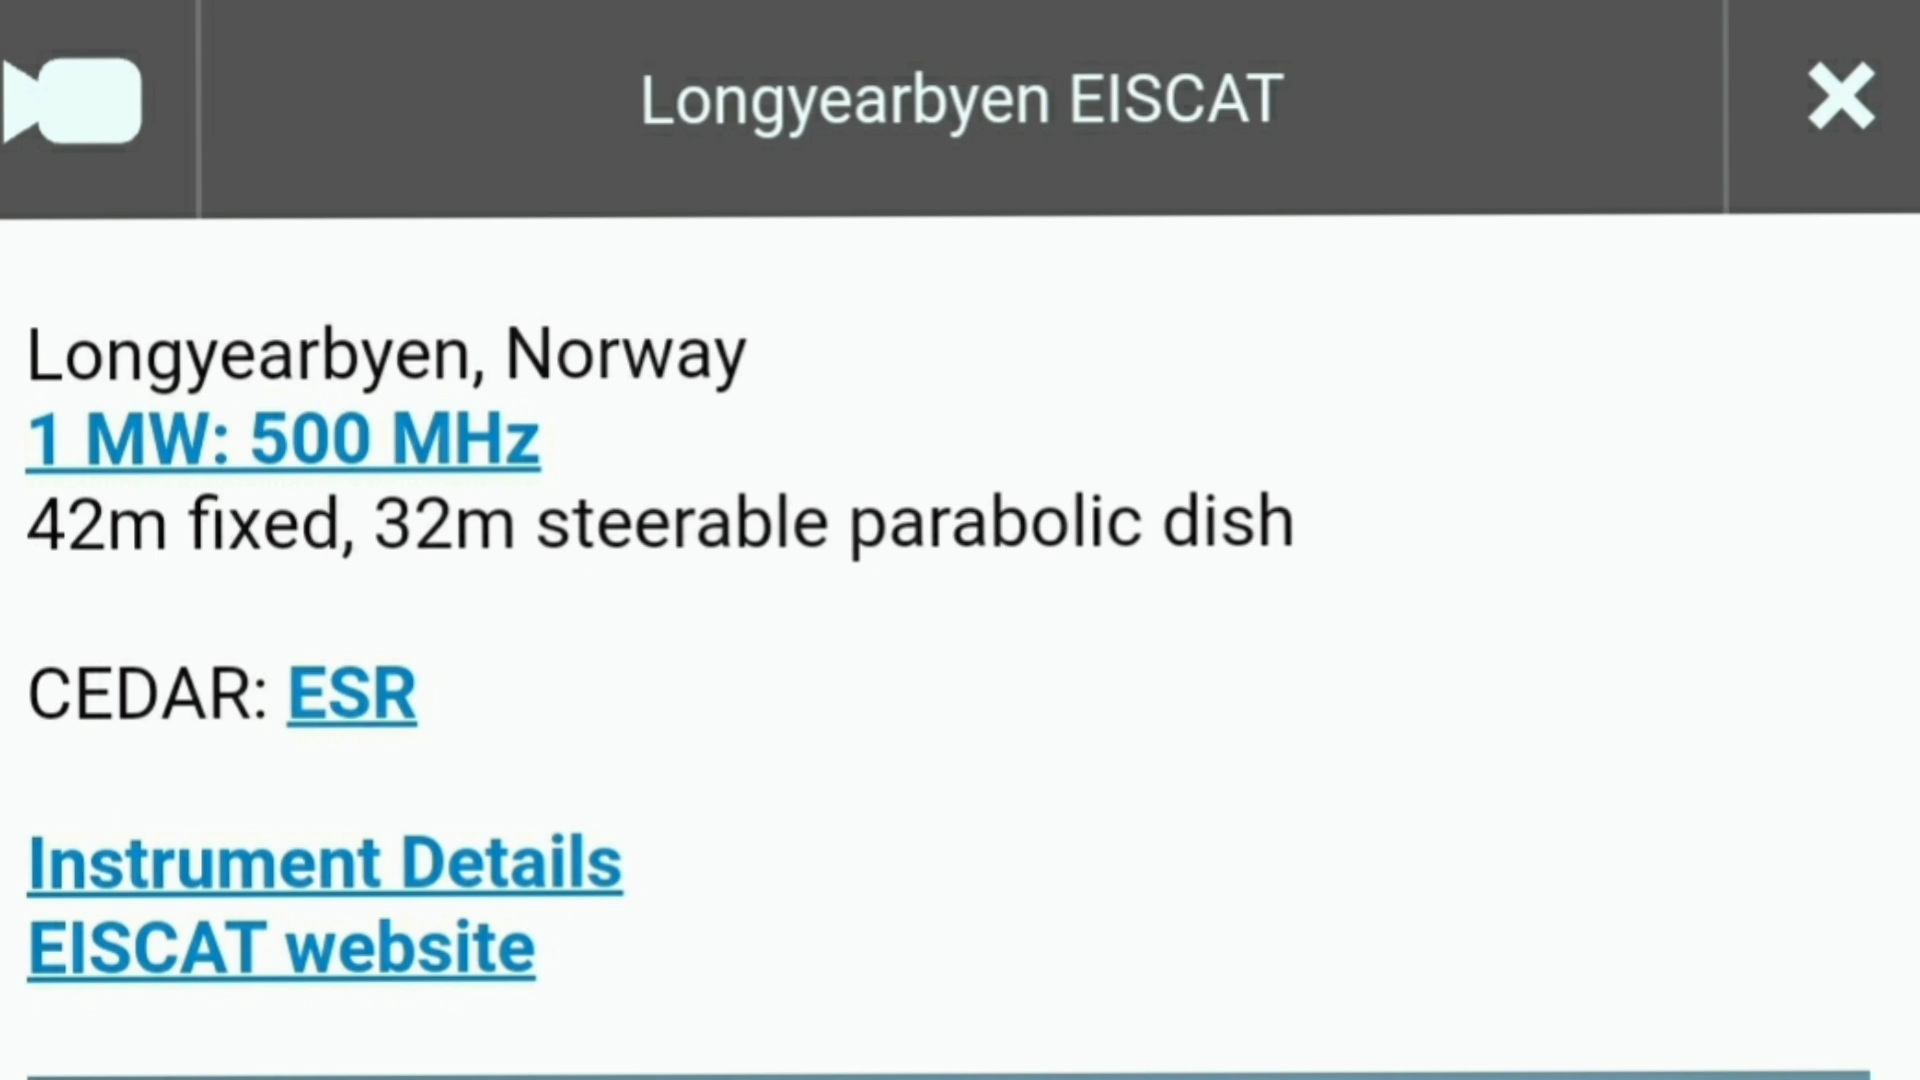 Longyearbyen EISCAT
Longyearbyen, Norway
1 MW: 500 MHz
42m fixed, 32m steerable parabolic dish
CEDAR: ESR
Instrument Details
EISCAT website